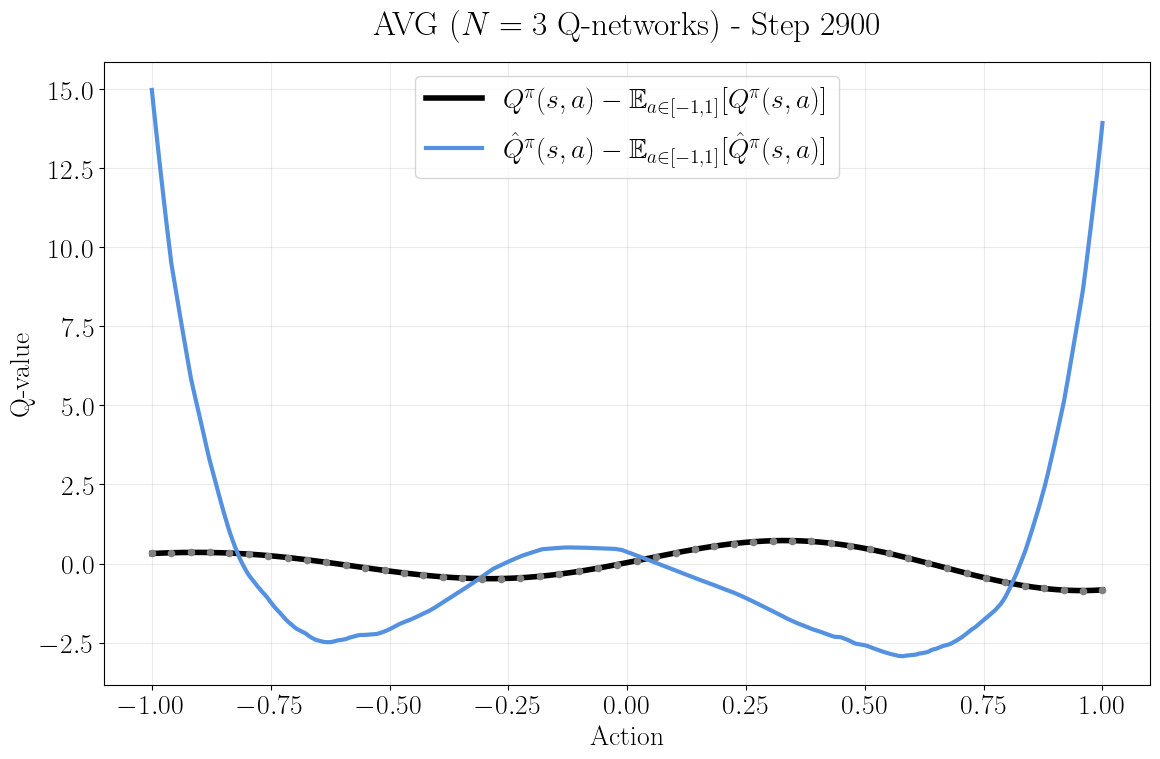 AVG (N = 3 Q-networks) - Step 2900
Q^π(s, a) − 𝔼_{a∈[−1,1]}[Q^π(s, a)]
Q̂^π(s, a) − 𝔼_{a∈[−1,1]}[Q̂^π(s, a)]
15.0
12.5
10.0
7.5
5.0
2.5
0.0
−2.5
Q-value
−1.00 −0.75 −0.50 −0.25 0.00 0.25 0.50 0.75 1.00
Action